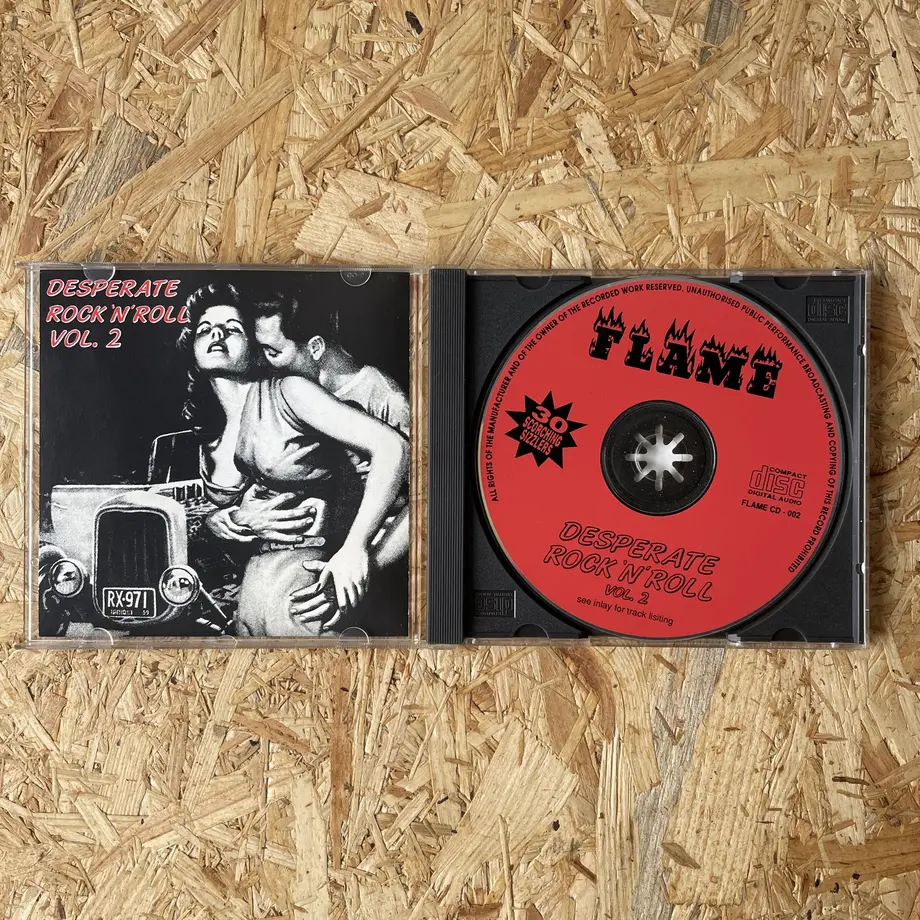 DESPERATE
ROCK'N'ROLL
VOL. 2
RX-971
ALL RIGHTS OF THE MANUFACTURER AND OF THE OWNER OF THE RECORDED WORK RESERVED. UNAUTHORISED PUBLIC PERFORMANCE BROADCASTING AND COPYING OF THIS RECORD PROHIBITED
FLAME
30
SCORCHING
SIZZLERS
COMPACT
disc
DIGITAL AUDIO
FLAME CD - 002
DESPERATE
ROCK 'N' ROLL
VOL. 2
see inlay for track lisiting